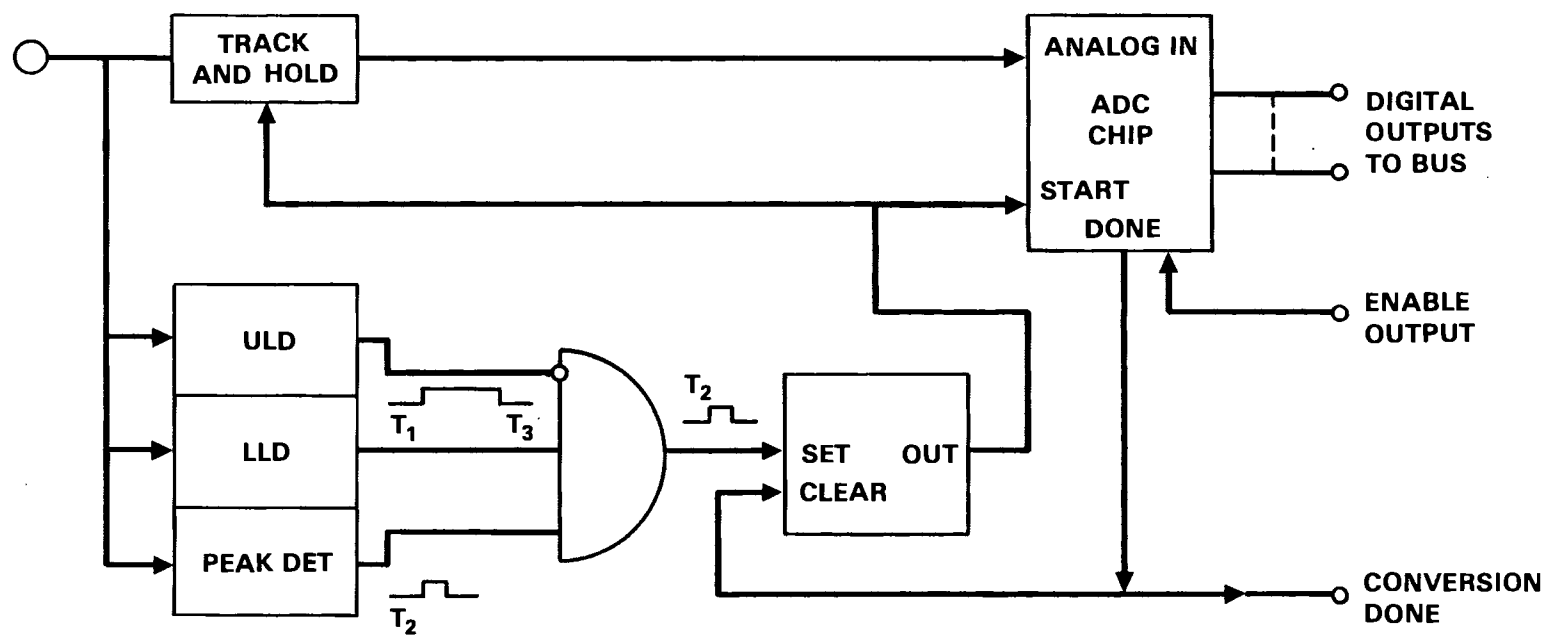 TRACK
AND HOLD
ANALOG IN
ADC
CHIP
START
DONE
DIGITAL
OUTPUTS
TO BUS
ENABLE
OUTPUT
ULD
LLD
PEAK DET
T1
T3
T2
T2
SET OUT
CLEAR
CONVERSION
DONE